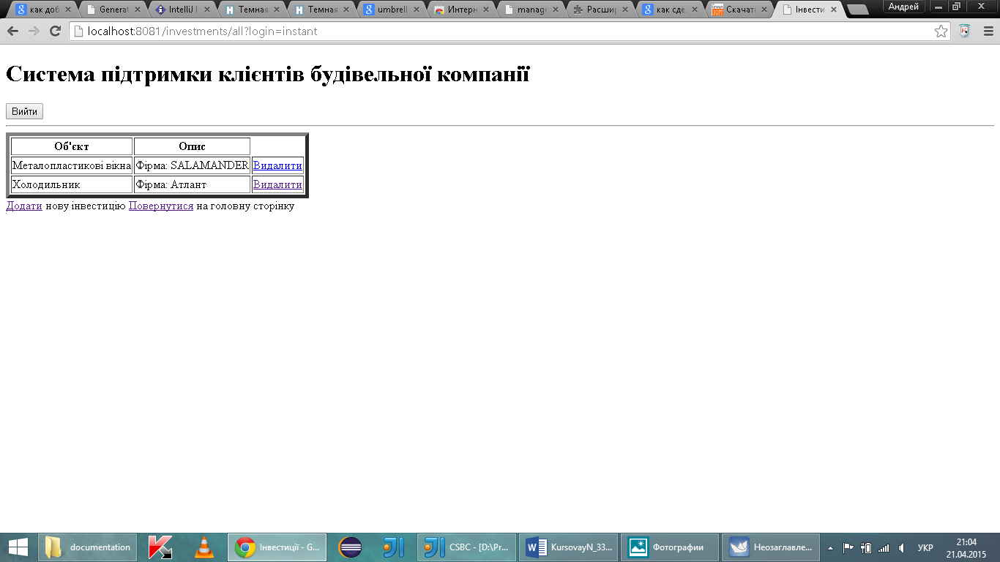 как доб Generat IntelliJ Темная Темная umbrell Интерн manage Расшир как сде Скачать Інвести Андрей
localhost:8081/investments/all?login=instant
Система підтримки клієнтів будівельної компанії
Вийти
Об'єкт Опис
Металопластикові вікна Фірма: SALAMANDER Видалити
Холодильник Фірма: Атлант Видалити
Додати нову інвестицію Повернутися на головну сторінку
documentation Інвестиції - G... CSBC - [D:\Pr... KursovayN_33... Фотографии Неозаглавле... УКР 21:04
21.04.2015